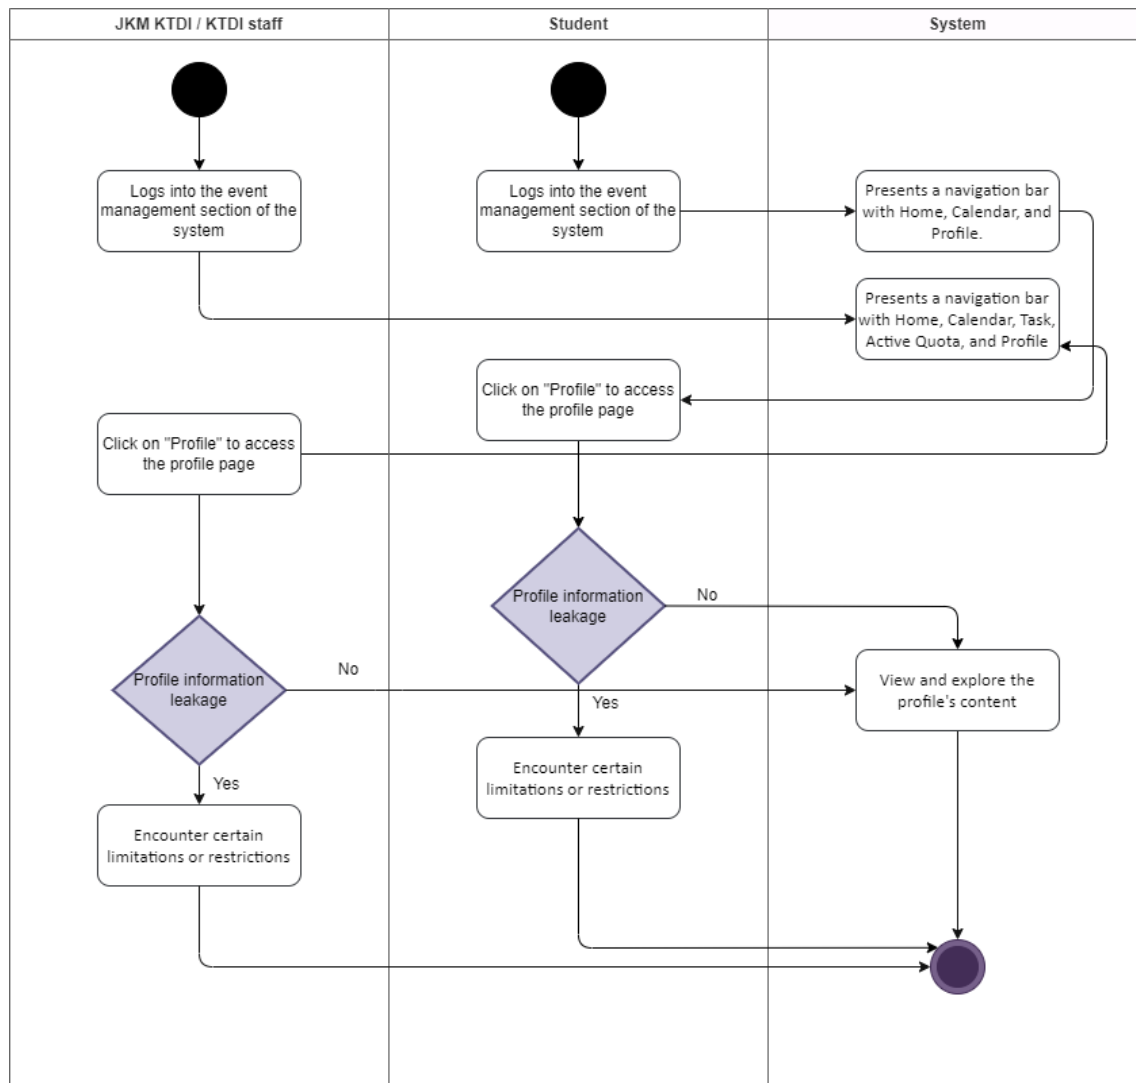 JKM KTDI / KTDI staff
Student
System
Logs into the event
management section of the
system
Logs into the event
management section of the
system
Presents a navigation bar
with Home, Calendar, and
Profile.
Presents a navigation bar
with Home, Calendar, Task,
Active Quota, and Profile
Click on "Profile" to access
the profile page
Click on "Profile" to access
the profile page
Profile information
leakage
No
Profile information
leakage
No
Yes
View and explore the
profile's content
Encounter certain
limitations or restrictions
Yes
Encounter certain
limitations or restrictions